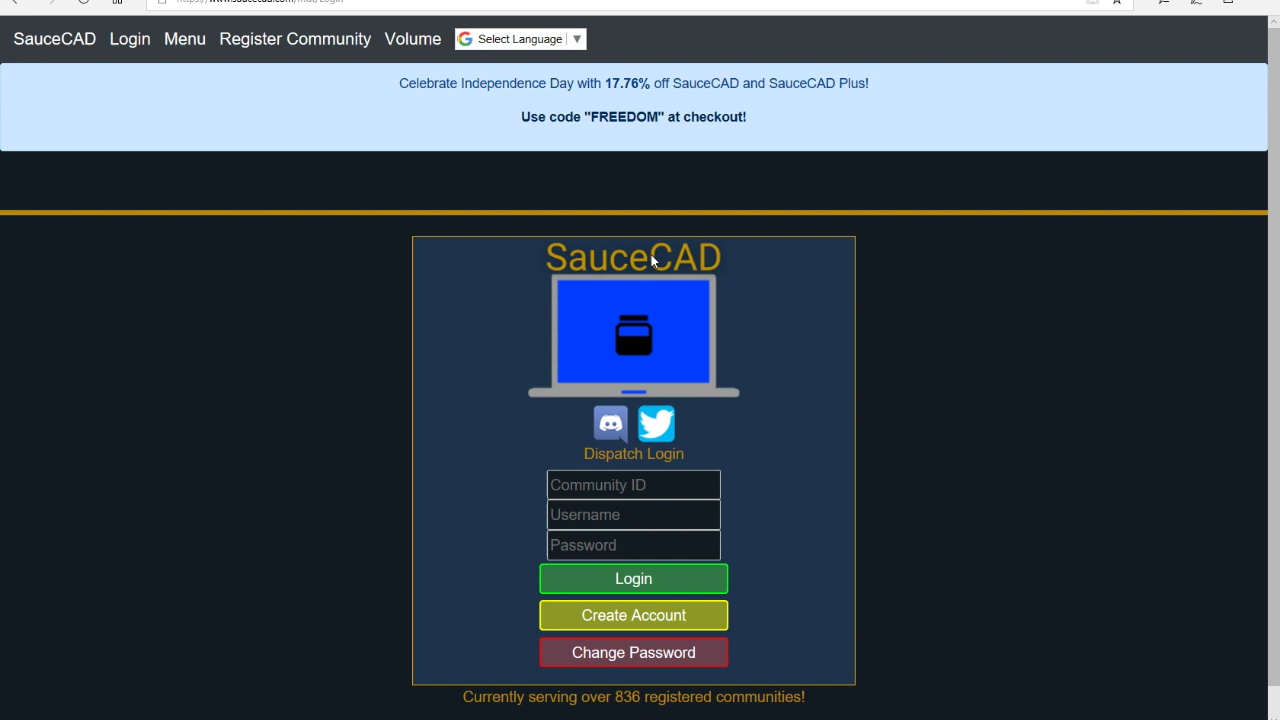 SauceCAD Login Menu Register Community Volume Select Language ▼
Celebrate Independence Day with 17.76% off SauceCAD and SauceCAD Plus!
Use code "FREEDOM" at checkout!
SauceCAD
Dispatch Login
Community ID
Username
Password
Login
Create Account
Change Password
Currently serving over 836 registered communities!